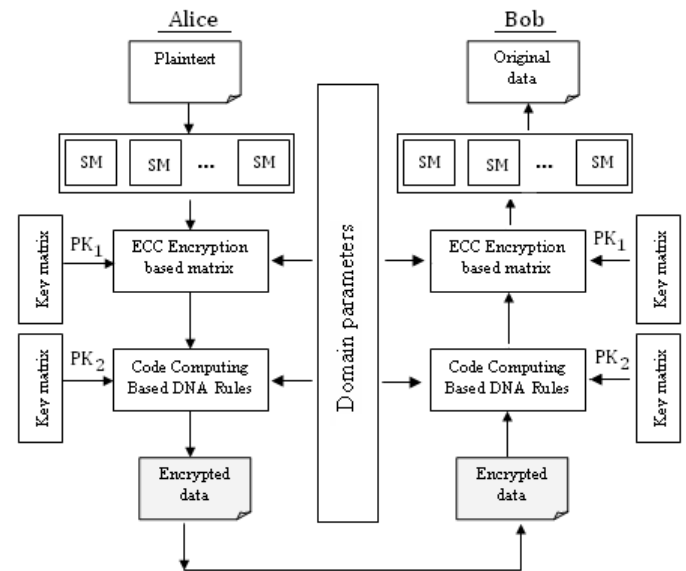 Alice
Bob
Plaintext
Original
data
SM SM ... SM
SM SM ... SM
Key matrix
PK1
ECC Encryption
based matrix
Domain parameters
ECC Encryption
based matrix
PK1
Key matrix
Key matrix
PK2
Code Computing
Based DNA Rules
Code Computing
Based DNA Rules
PK2
Key matrix
Encrypted
data
Encrypted
data